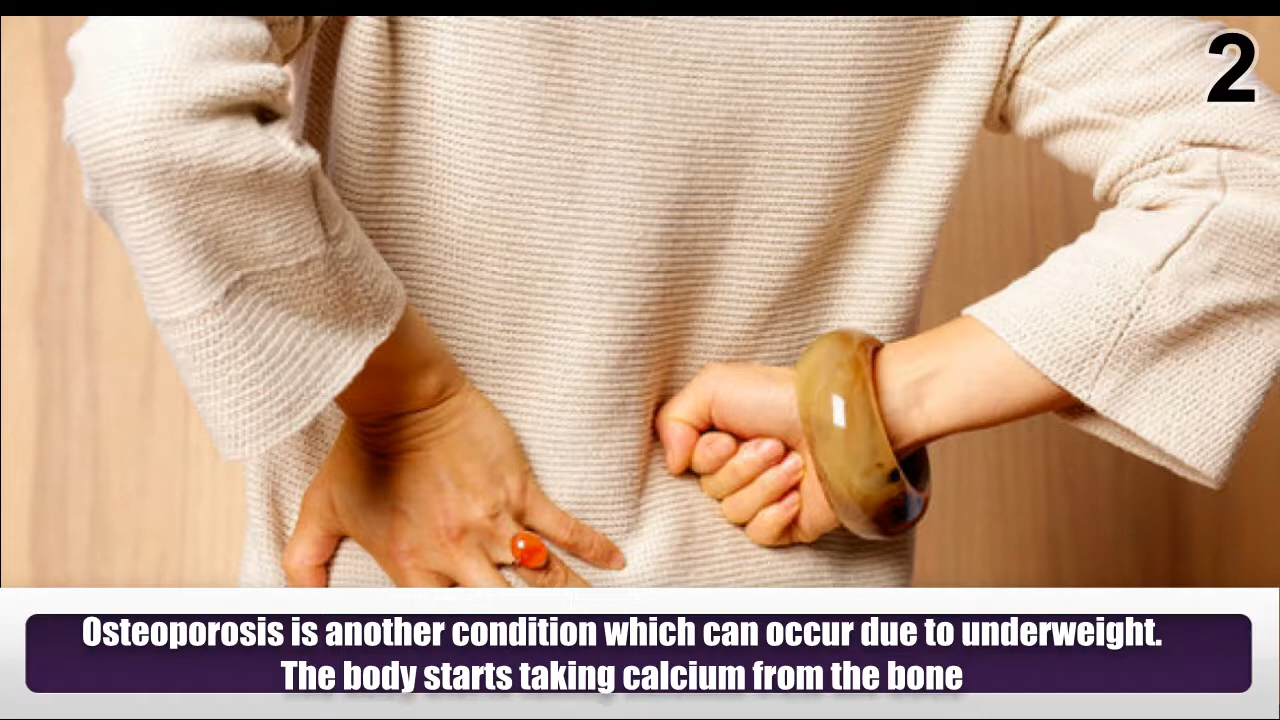 2
Osteoporosis is another condition which can occur due to underweight.
The body starts taking calcium from the bone